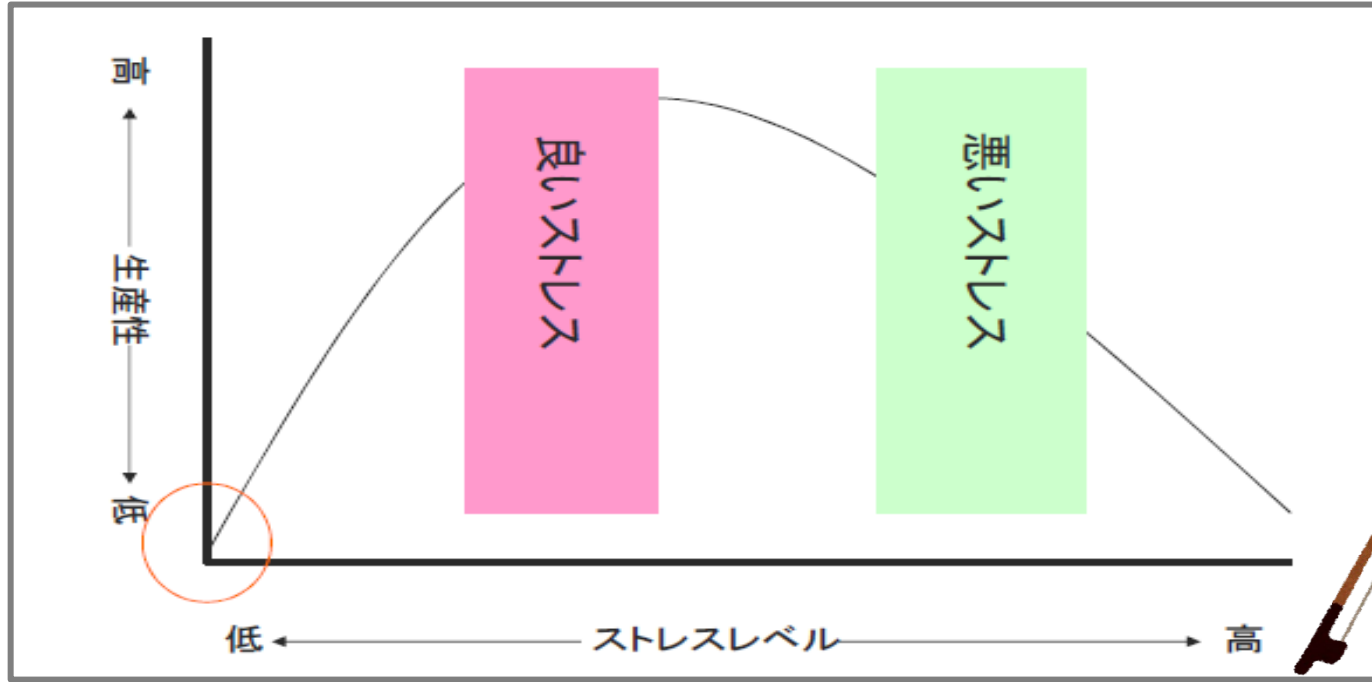 高
生産性
低
良いストレス
悪いストレス
低
ストレスレベル
高